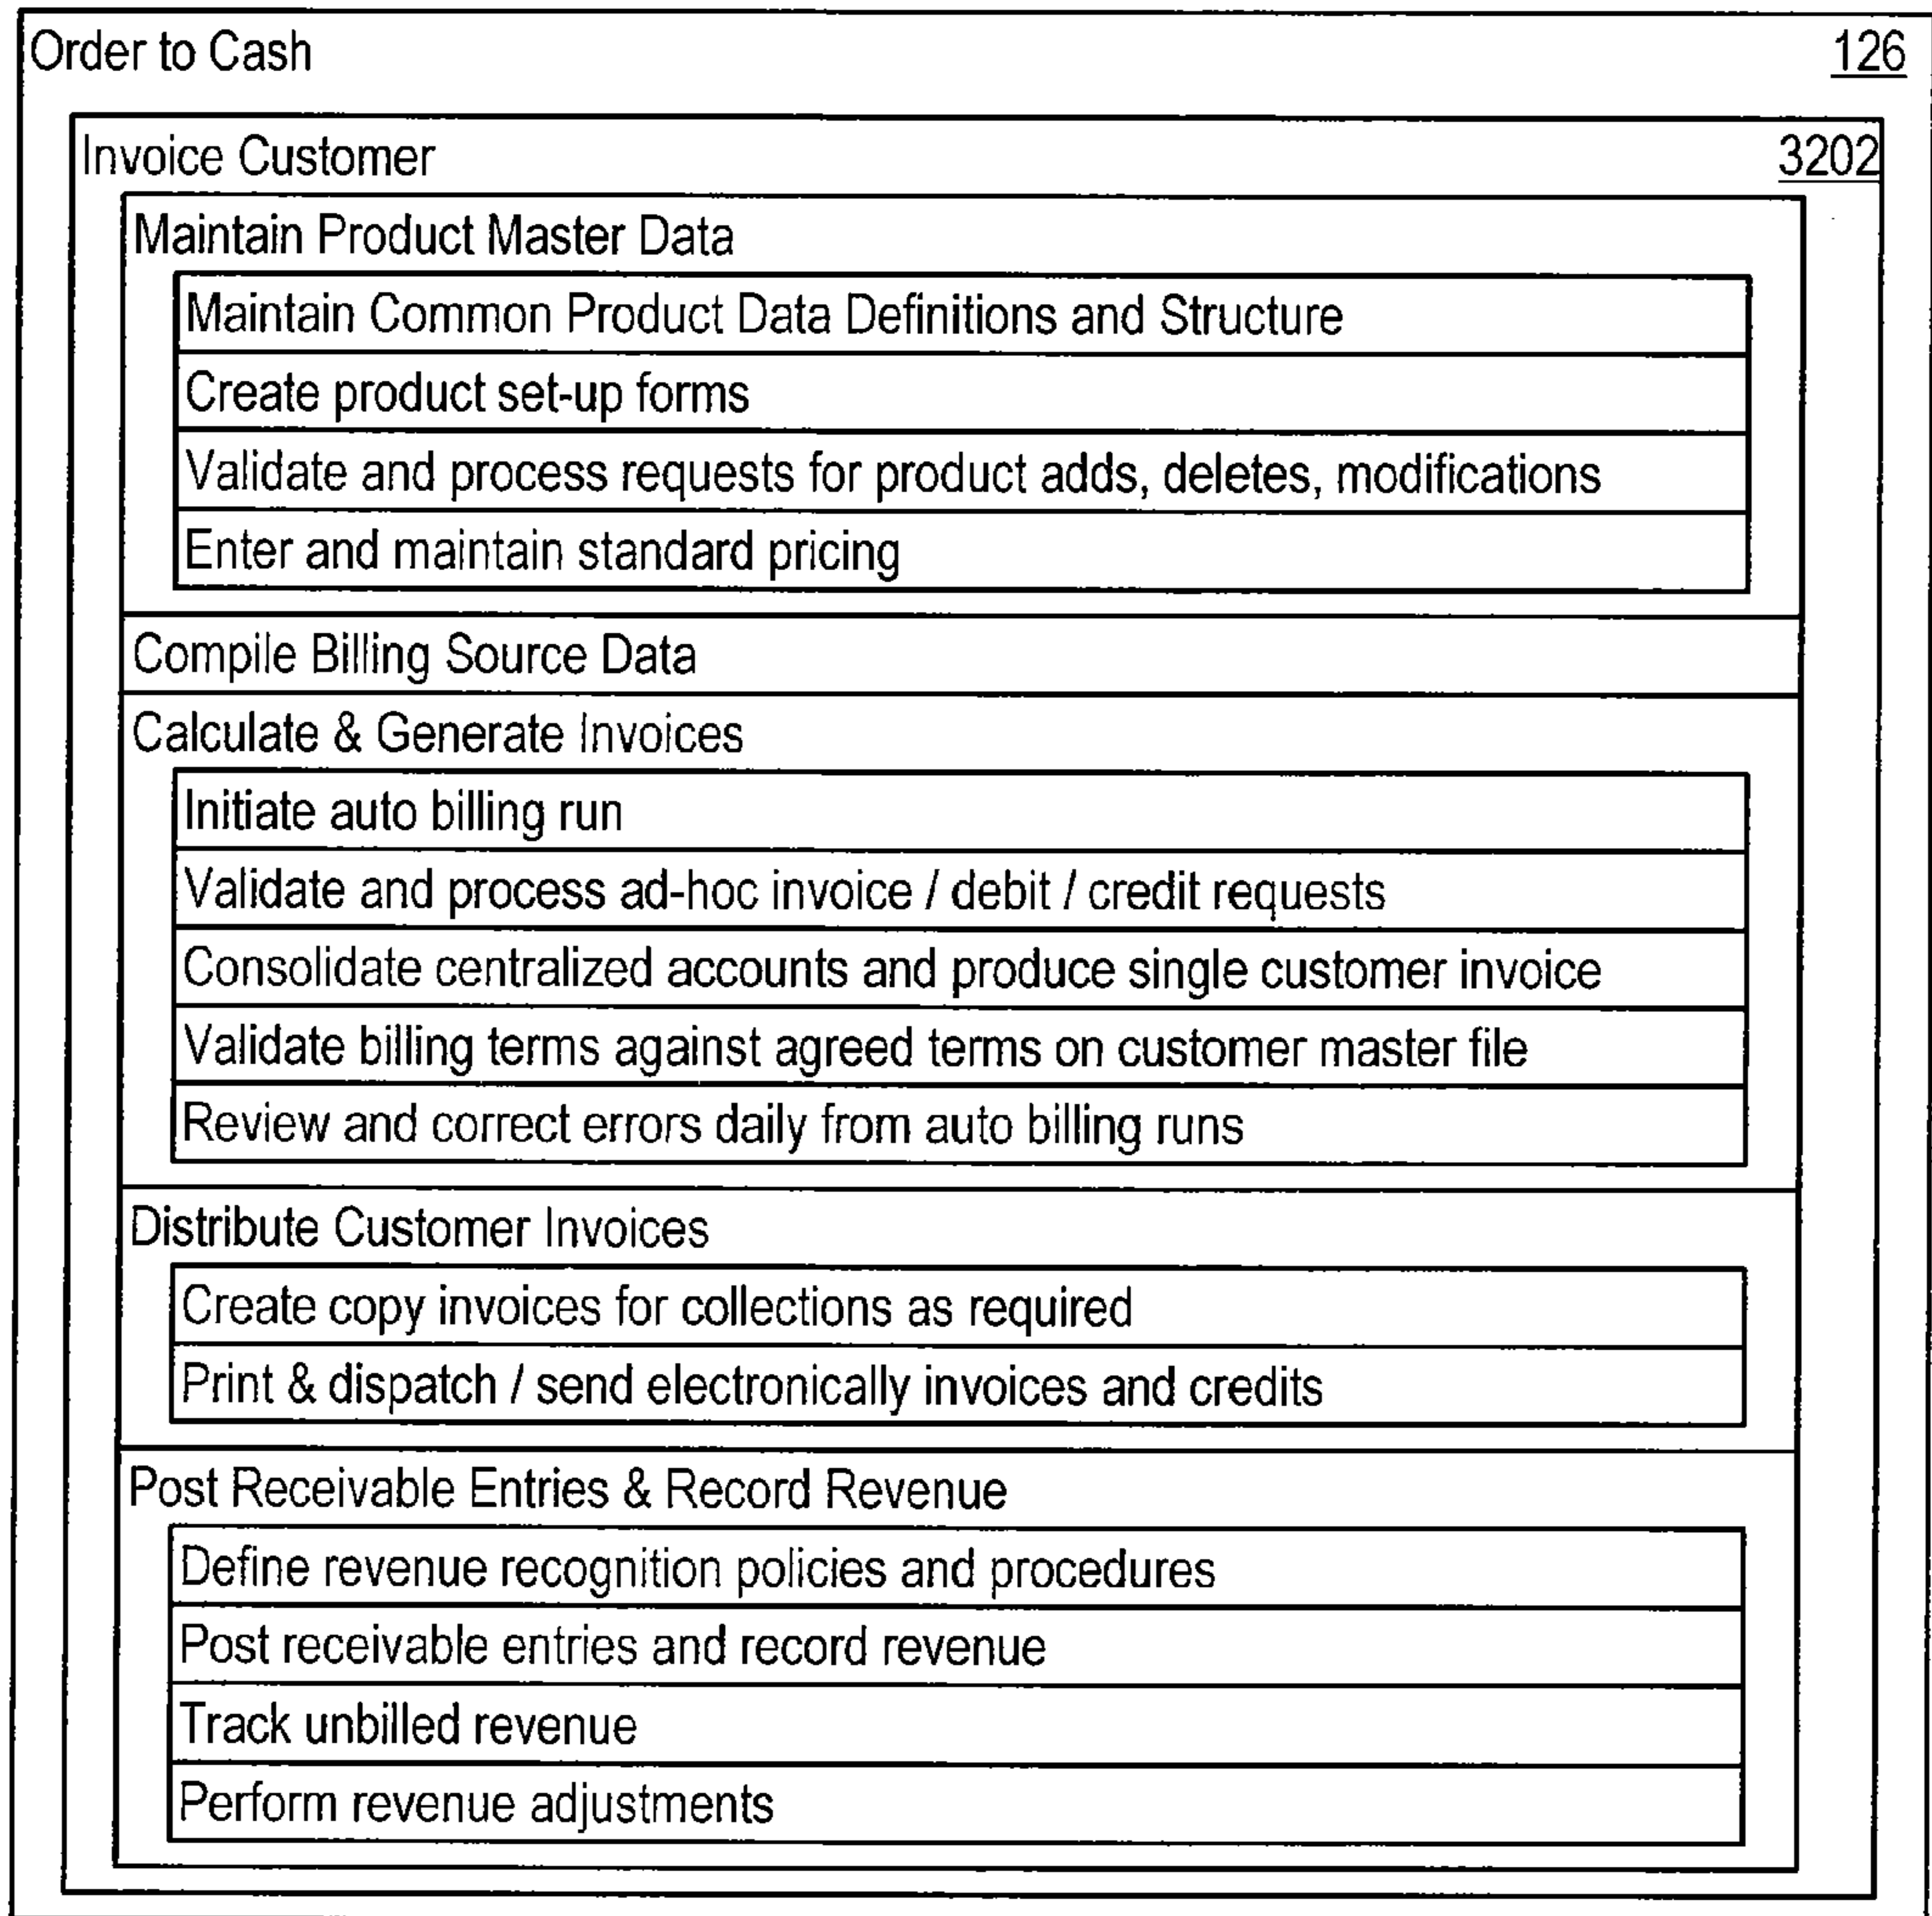 Order to Cash 126
Invoice Customer 3202
Maintain Product Master Data
Maintain Common Product Data Definitions and Structure
Create product set-up forms
Validate and process requests for product adds, deletes, modifications
Enter and maintain standard pricing
Compile Billing Source Data
Calculate & Generate Invoices
Initiate auto billing run
Validate and process ad-hoc invoice / debit / credit requests
Consolidate centralized accounts and produce single customer invoice
Validate billing terms against agreed terms on customer master file
Review and correct errors daily from auto billing runs
Distribute Customer Invoices
Create copy invoices for collections as required
Print & dispatch / send electronically invoices and credits
Post Receivable Entries & Record Revenue
Define revenue recognition policies and procedures
Post receivable entries and record revenue
Track unbilled revenue
Perform revenue adjustments